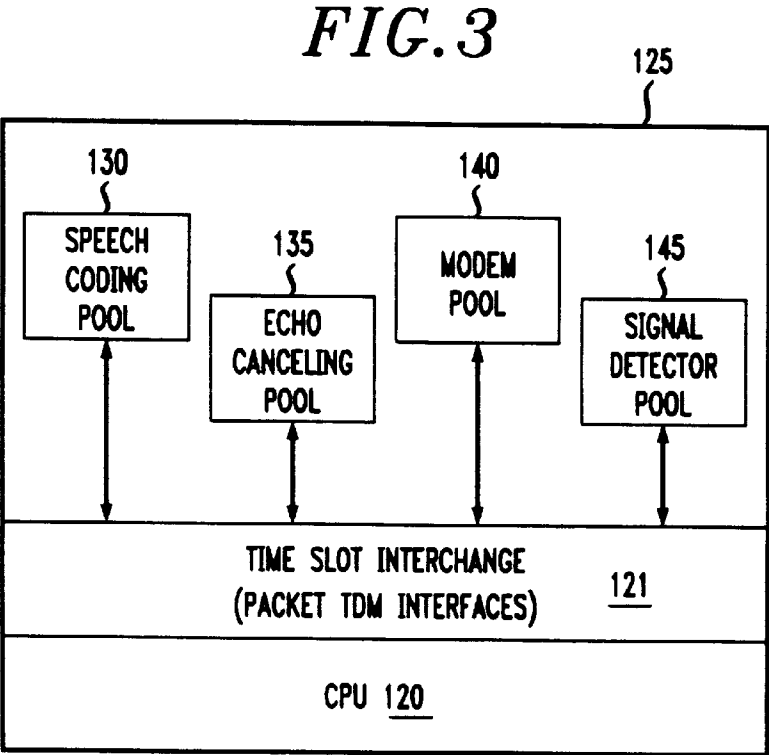 FIG.3
125
130
SPEECH
CODING
POOL
135
ECHO
CANCELING
POOL
140
MODEM
POOL
145
SIGNAL
DETECTOR
POOL
TIME SLOT INTERCHANGE
(PACKET TDM INTERFACES)
121
CPU 120